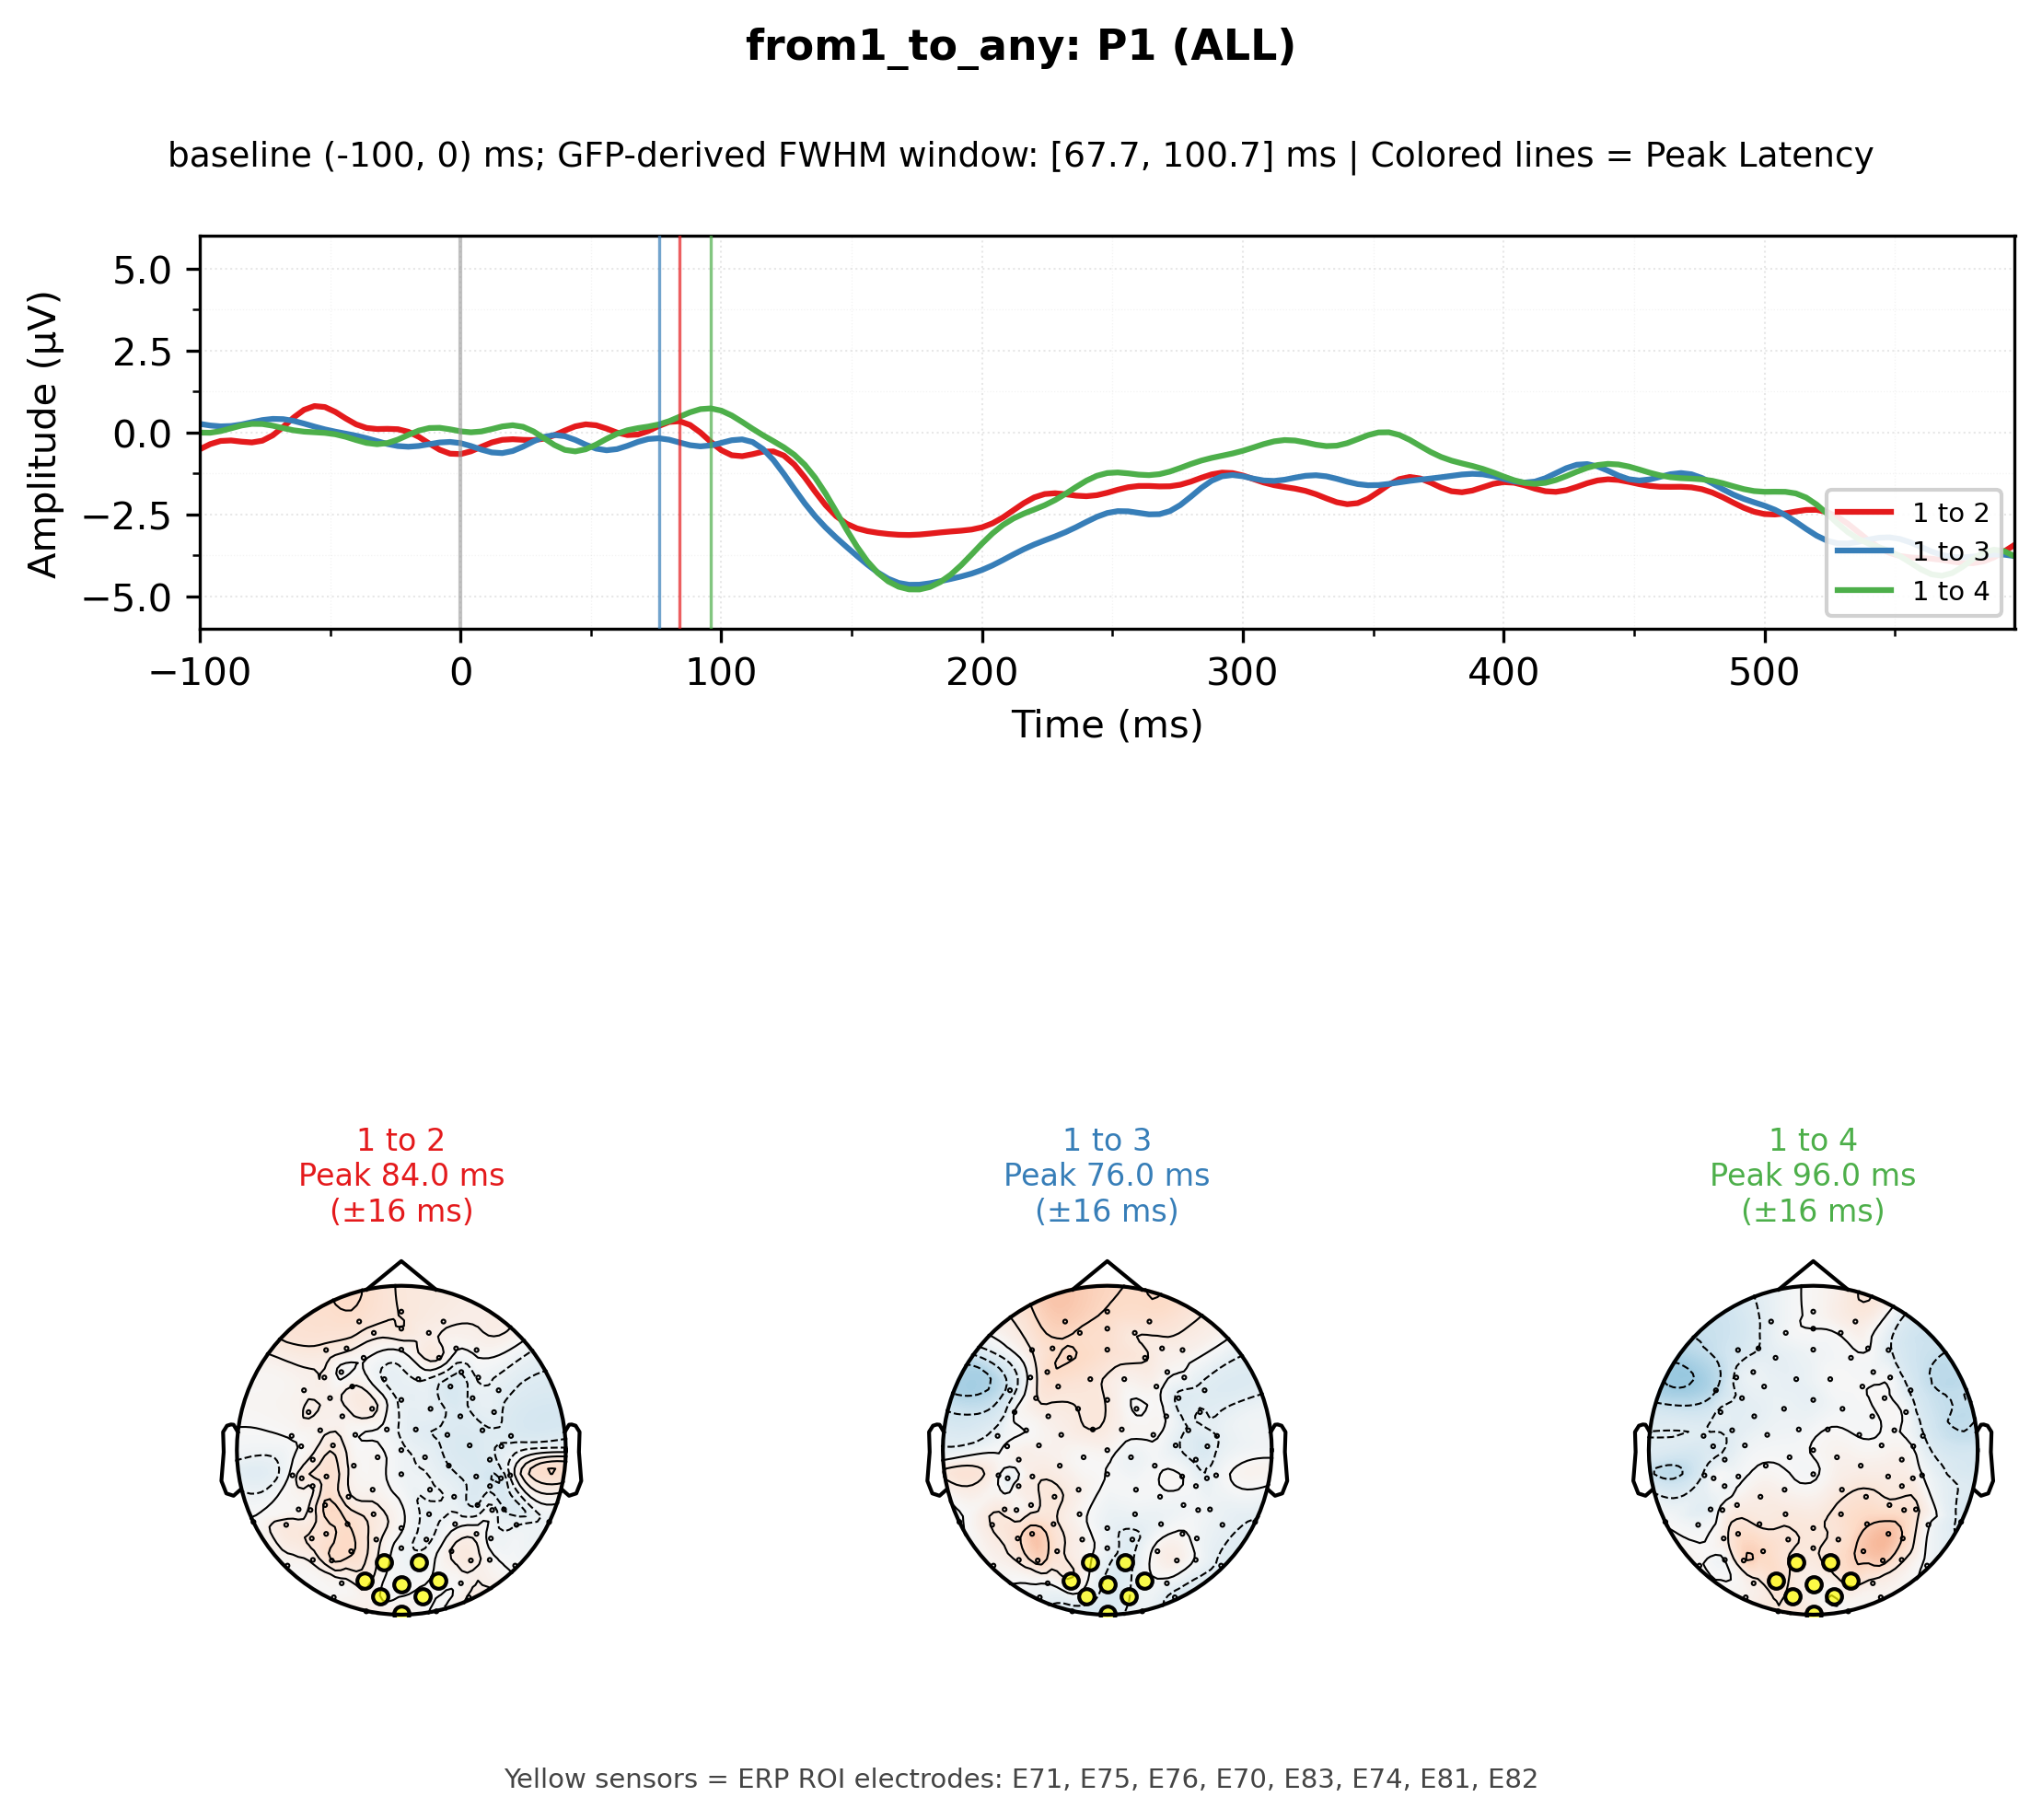 from1_to_any: P1 (ALL)
baseline (-100, 0) ms; GFP-derived FWHM window: [67.7, 100.7] ms | Colored lines = Peak Latency
Amplitude (µV)
5.0
2.5
0.0
−2.5
−5.0
1 to 2
1 to 3
1 to 4
−100 0 100 200 300 400 500
Time (ms)
1 to 2
Peak 84.0 ms
(±16 ms)
1 to 3
Peak 76.0 ms
(±16 ms)
1 to 4
Peak 96.0 ms
(±16 ms)
Yellow sensors = ERP ROI electrodes: E71, E75, E76, E70, E83, E74, E81, E82